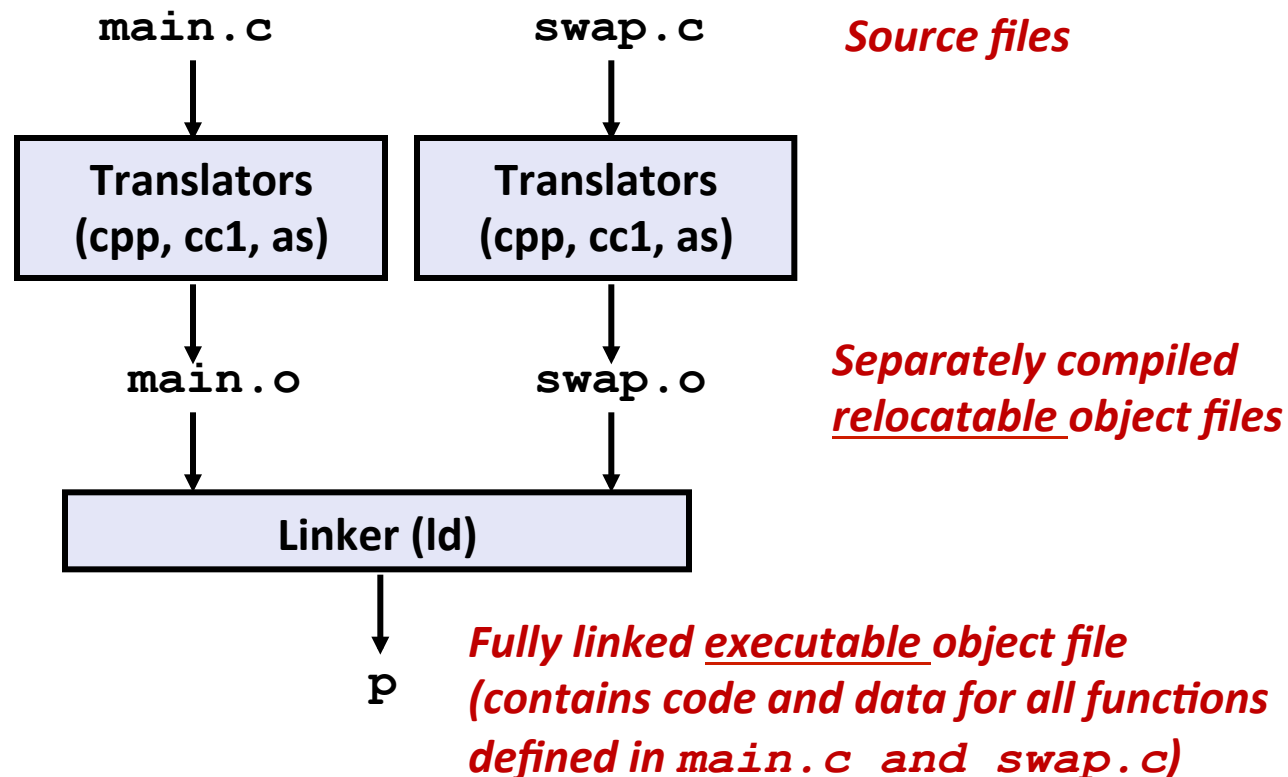 main.c swap.c Source files
Translators Translators
(cpp, cc1, as) (cpp, cc1, as)
main.o swap.o Separately compiled
relocatable object files
Linker (ld)
Fully linked executable object file
p (contains code and data for all functions
defined in main.c and swap.c)